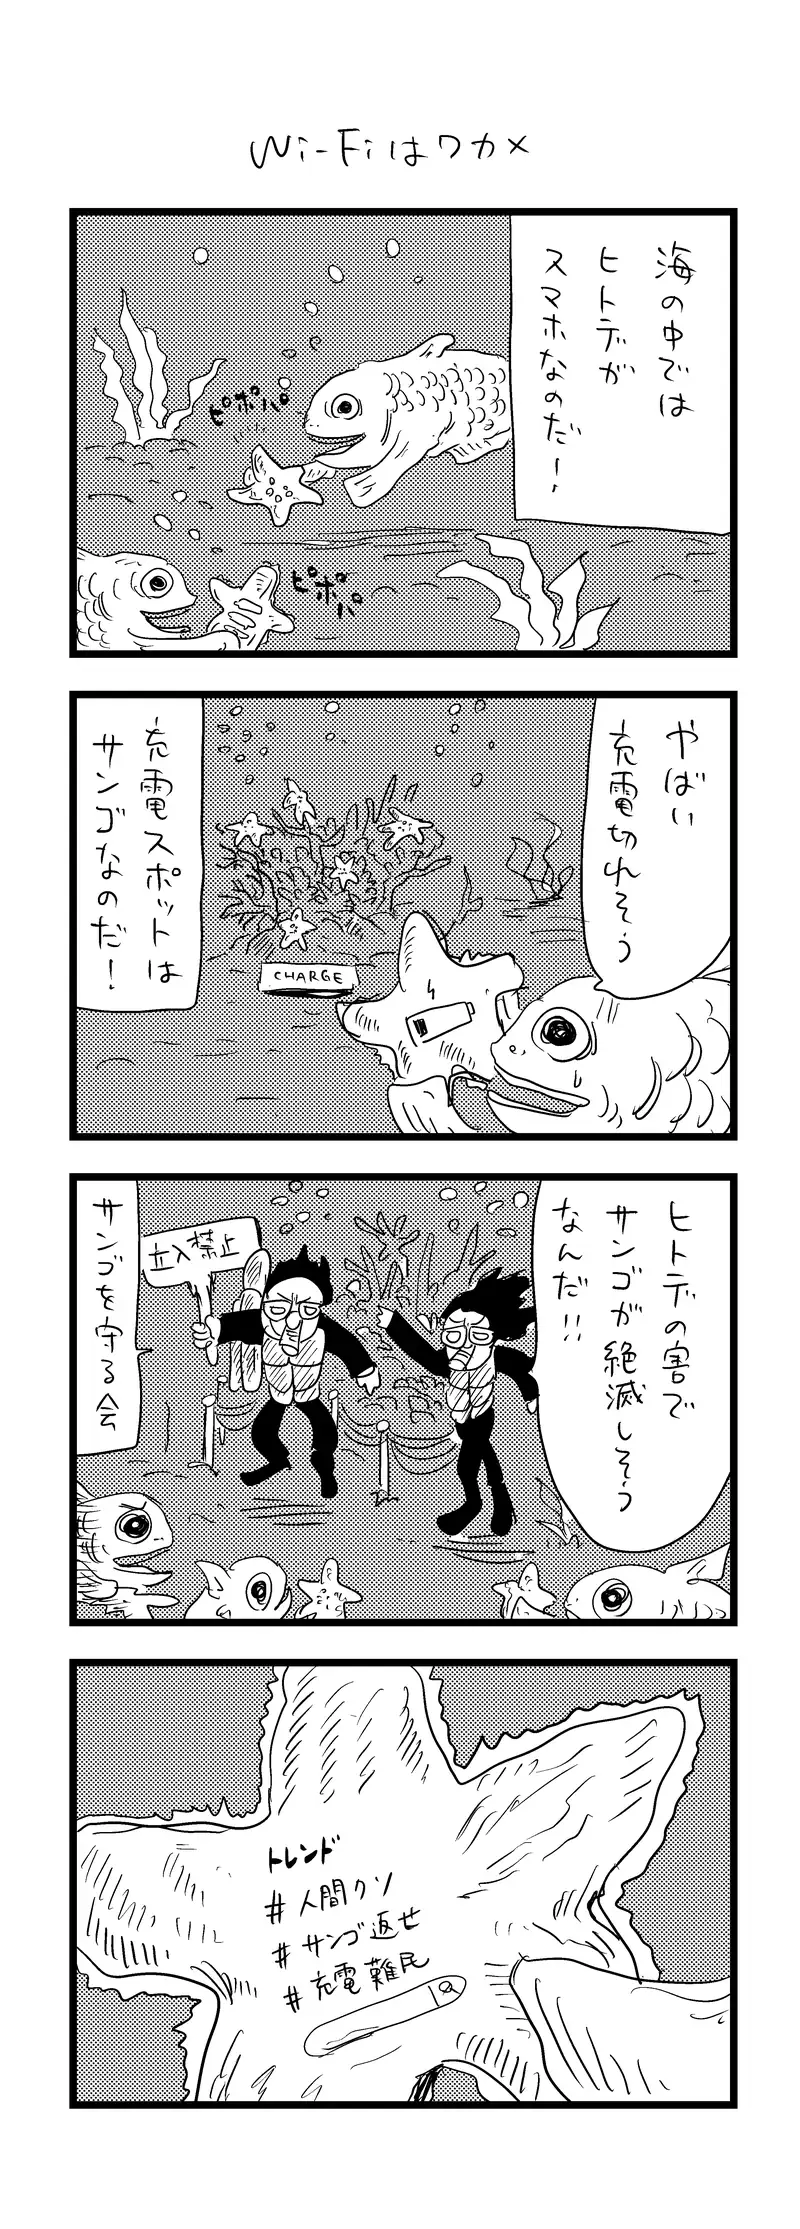 Wi-Fiはワカメ
海の中では
ヒトデが
スマホなのだ!
ピポパ
ピポパ
やばい
充電切れそう
CHARGE
充電スポットは
サンゴなのだ!
ヒトデの害で
サンゴが絶滅しそう
なんだ!!
立入禁止
サンゴを守る会
トレンド
#人間クソ
#サンゴ返せ
#充電難民